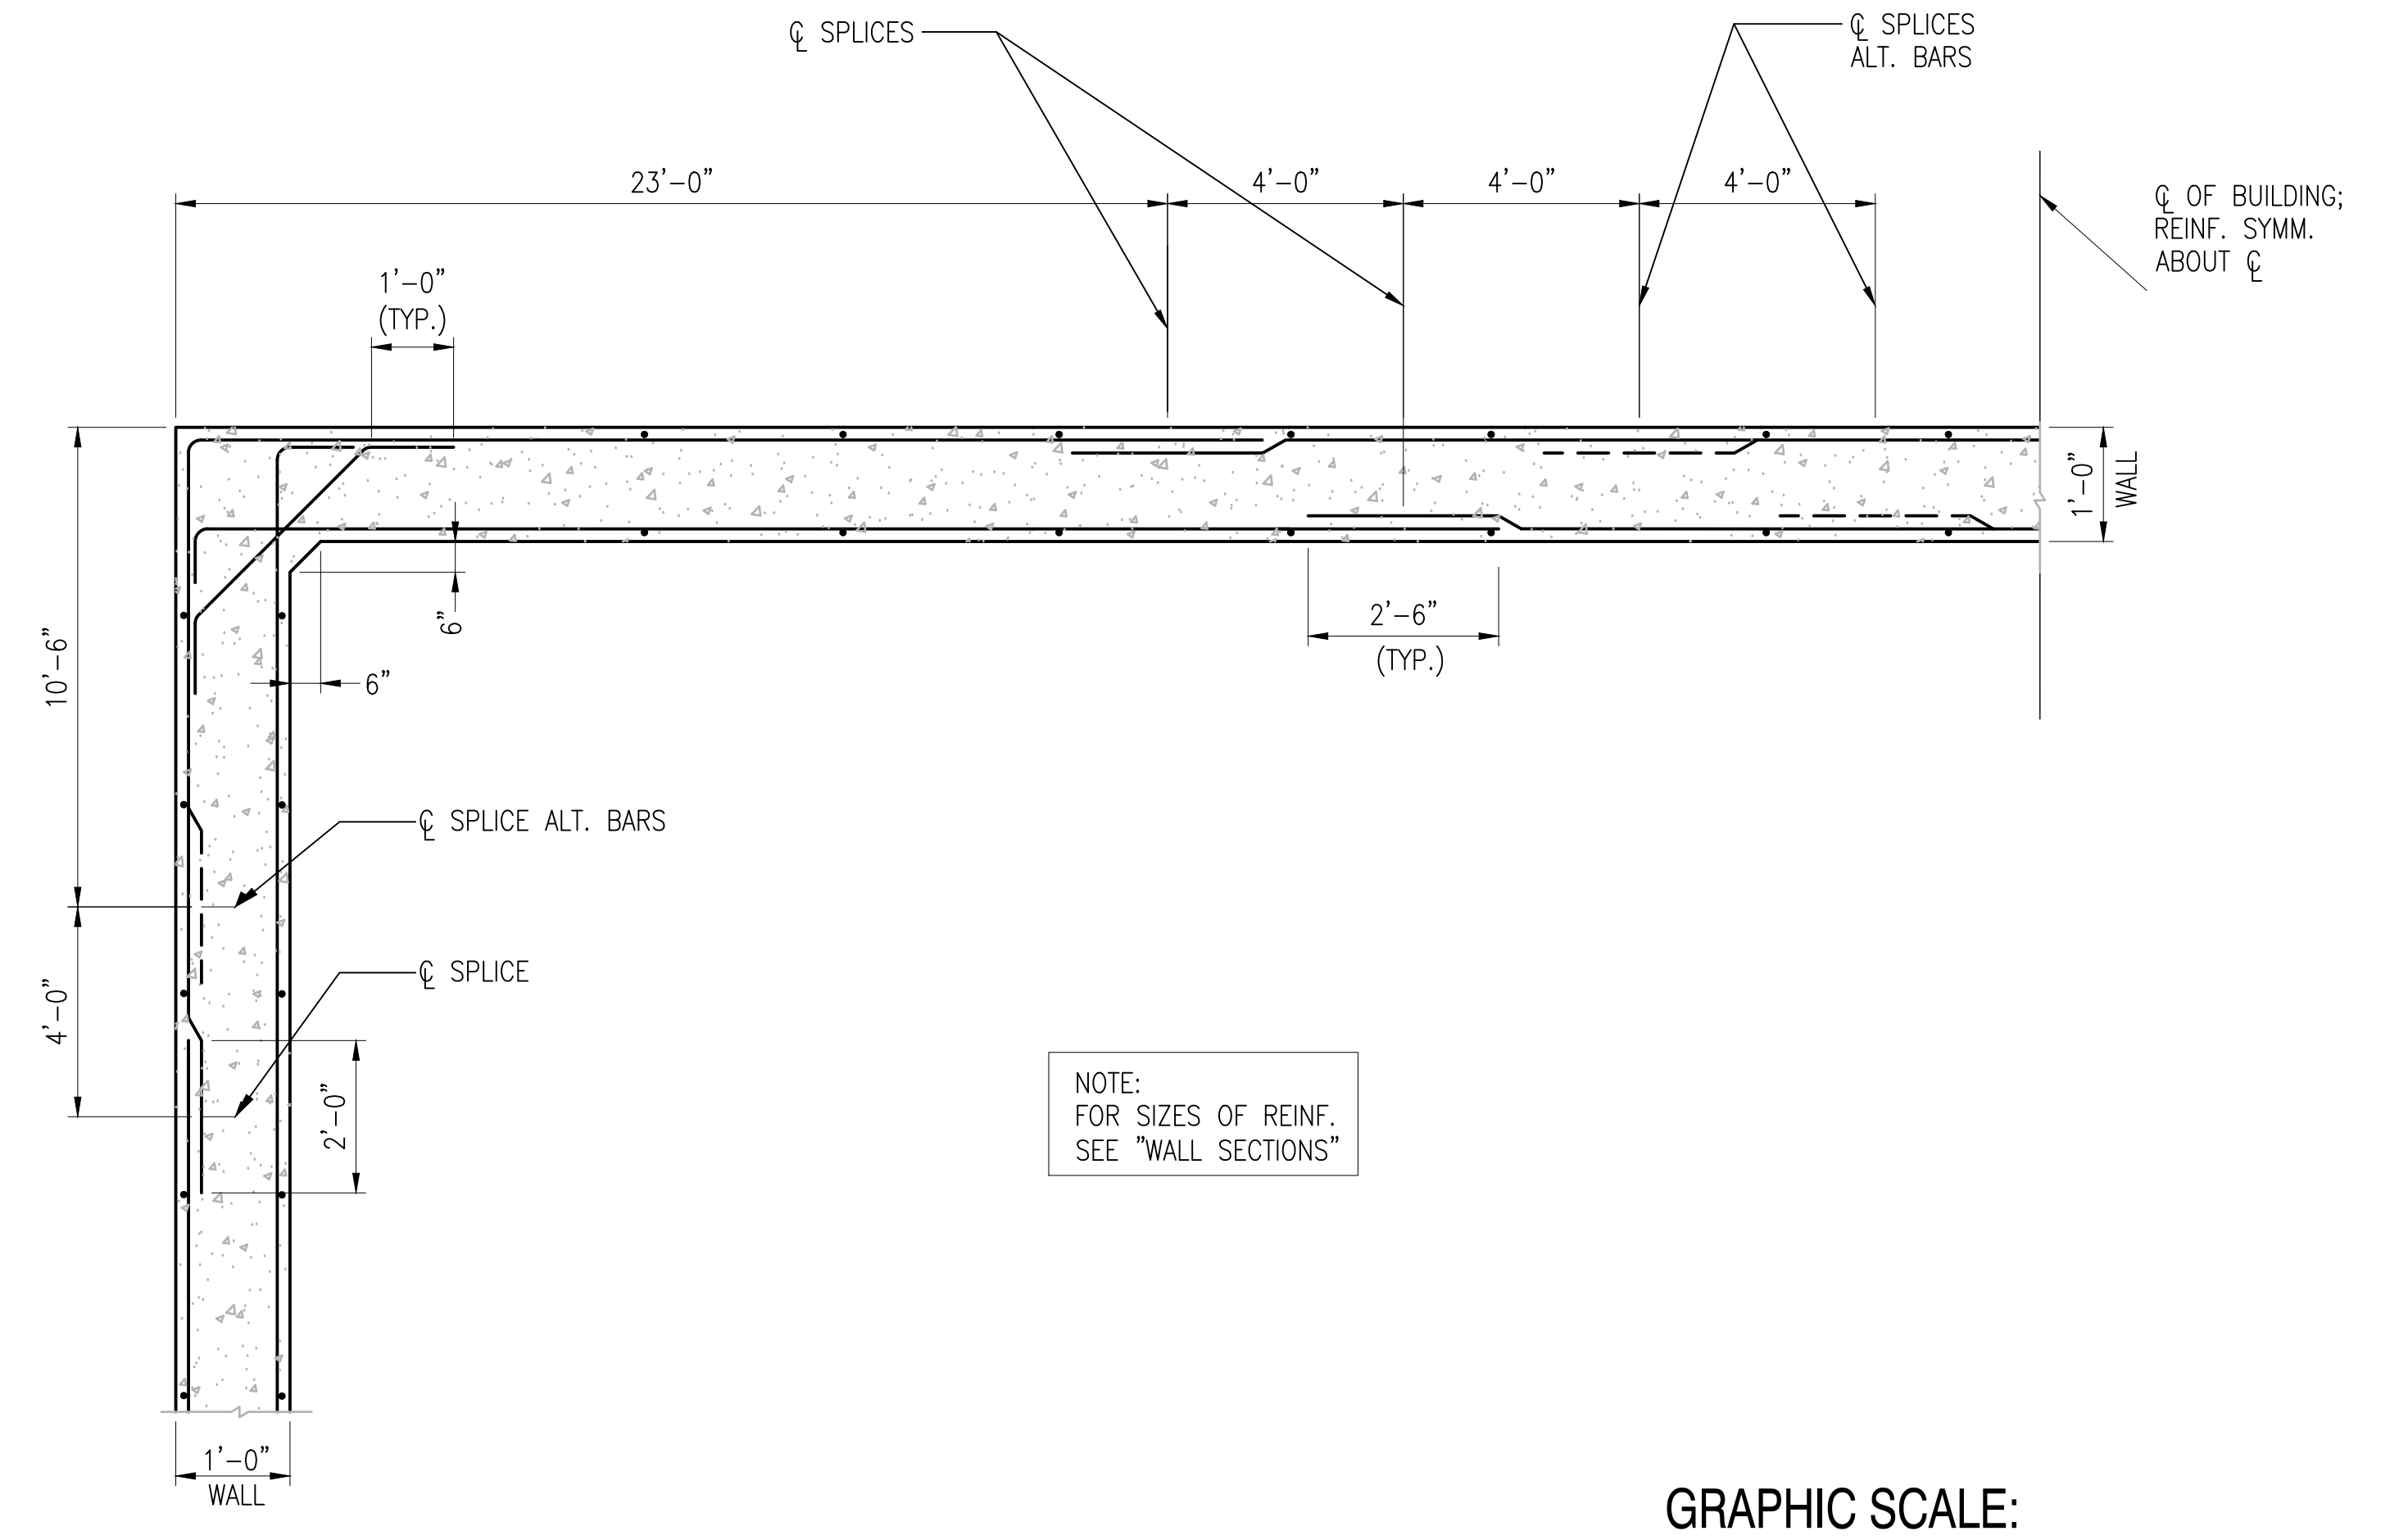 ℄ SPLICES
℄ SPLICES
ALT. BARS
23'-0"
4'-0"
4'-0"
4'-0"
℄ OF BUILDING;
REINF. SYMM.
ABOUT ℄
1'-0"
(TYP.)
1'-0"
WALL
6"
2'-6"
(TYP.)
10'-6"
6"
℄ SPLICE ALT. BARS
℄ SPLICE
4'-0"
2'-0"
NOTE:
FOR SIZES OF REINF.
SEE "WALL SECTIONS"
1'-0"
WALL
GRAPHIC SCALE: